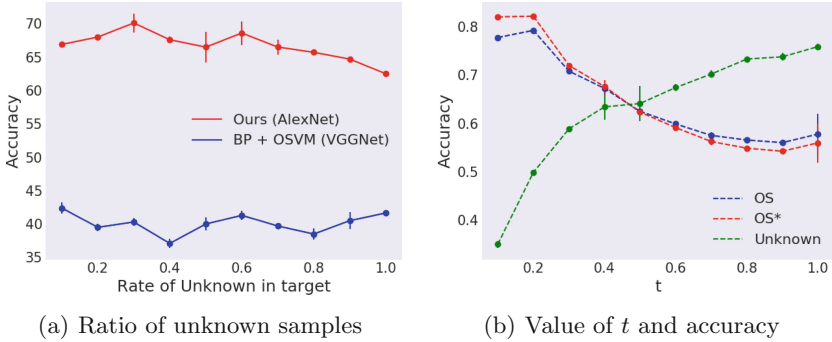 70
65
60
55
50
45
40
35
Accuracy
Ours (AlexNet)
BP + OSVM (VGGNet)
0.2 0.4 0.6 0.8 1.0
Rate of Unknown in target
(a) Ratio of unknown samples
0.8
0.7
0.6
0.5
0.4
Accuracy
OS
OS*
Unknown
0.2 0.4 0.6 0.8 1.0
t
(b) Value of t and accuracy